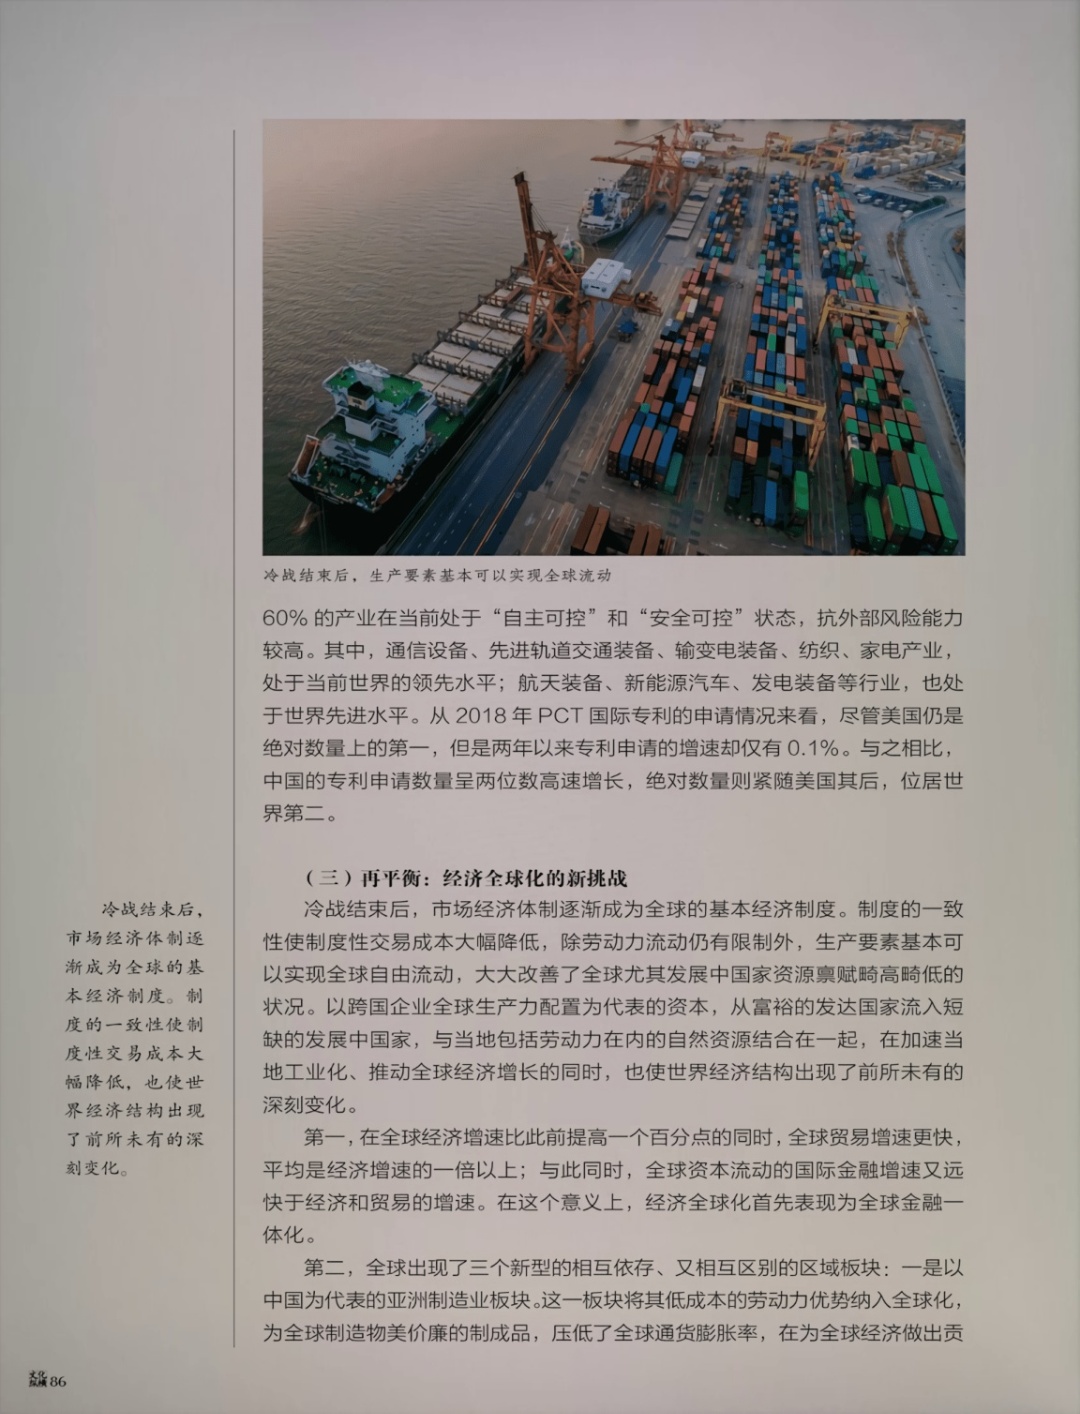 冷战结束后，生产要素基本可以实现全球流动
60% 的产业在当前处于“自主可控”和“安全可控”状态，抗外部风险能力
较高。其中，通信设备、先进轨道交通装备、输变电装备、纺织、家电产业，
处于当前世界的领先水平；航天装备、新能源汽车、发电装备等行业，也处
于世界先进水平。从 2018 年 PCT 国际专利的申请情况来看，尽管美国仍是
绝对数量上的第一，但是两年以来专利申请的增速却仅有 0.1%。与之相比，
中国的专利申请数量呈两位数高速增长，绝对数量则紧随美国其后，位居世
界第二。
（三）再平衡：经济全球化的新挑战
冷战结束后，市场经济体制逐渐成为全球的基本经济制度。制度的一致
性使制度性交易成本大幅降低，除劳动力流动仍有限制外，生产要素基本可
以实现全球自由流动，大大改善了全球尤其发展中国家资源禀赋畸高畸低的
状况。以跨国企业全球生产力配置为代表的资本，从富裕的发达国家流入短
缺的发展中国家，与当地包括劳动力在内的自然资源结合在一起，在加速当
地工业化、推动全球经济增长的同时，也使世界经济结构出现了前所未有的
深刻变化。
第一，在全球经济增速比此前提高一个百分点的同时，全球贸易增速更快，
平均是经济增速的一倍以上；与此同时，全球资本流动的国际金融增速又远
快于经济和贸易的增速。在这个意义上，经济全球化首先表现为全球金融一
体化。
第二，全球出现了三个新型的相互依存、又相互区别的区域板块：一是以
中国为代表的亚洲制造业板块。这一板块将其低成本的劳动力优势纳入全球化，
为全球制造物美价廉的制成品，压低了全球通货膨胀率，在为全球经济做出贡
冷战结束后，
市场经济体制逐
渐成为全球的基
本经济制度。制
度的一致性使制
度性交易成本大
幅降低，也使世
界经济结构出现
了前所未有的深
刻变化。
文化
纵横 86